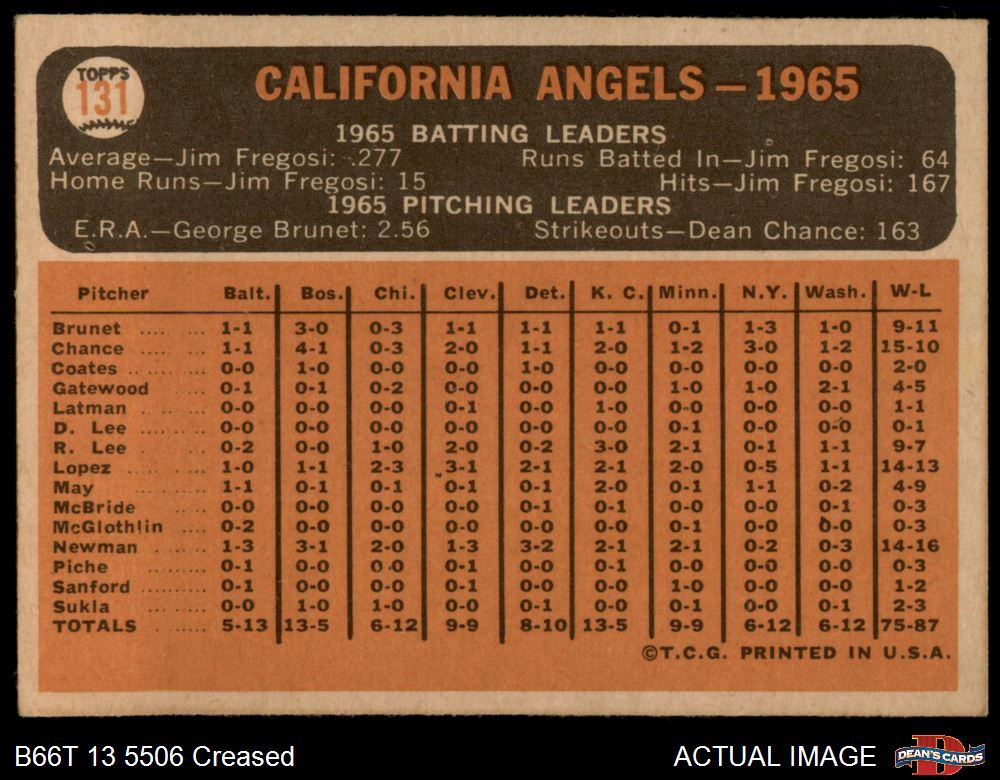 TOPPS
131
CALIFORNIA ANGELS — 1965
1965 BATTING LEADERS
Average—Jim Fregosi: .277 Runs Batted In—Jim Fregosi: 64
Home Runs—Jim Fregosi: 15 Hits—Jim Fregosi: 167
1965 PITCHING LEADERS
E.R.A.—George Brunet: 2.56 Strikeouts—Dean Chance: 163
Pitcher Balt. Bos. Chi. Clev. Det. K. C. Minn. N.Y. Wash. W-L
Brunet ..... ... 1-1 3-0 0-3 1-1 1-1 1-1 0-1 1-3 1-0 9-11
Chance ..... ... 1-1 4-1 0-3 2-0 1-1 2-0 1-2 3-0 1-2 15-10
Coates .. ..... ... 0-0 1-0 0-0 0-0 1-0 0-0 0-0 0-0 0-0 2-0
Gatewood ..... 0-1 0-1 0-2 0-0 0-0 0-0 1-0 1-0 2-1 4-5
Latman . .... ... 0-0 0-0 0-0 0-1 0-0 1-0 0-0 0-0 0-0 1-1
D. Lee .... .... ... 0-0 0-0 0-0 0-0 0-0 0-0 0-1 0-0 0-0 0-1
R. Lee .. ..... . 0-2 0-0 1-0 2-0 0-2 3-0 2-1 0-1 1-1 9-7
Lopez ..... ... 1-0 1-1 2-3 3-1 2-1 2-1 2-0 0-5 1-1 14-13
May ...... ... 1-1 0-1 0-1 0-1 0-1 2-0 0-1 1-1 0-2 4-9
McBride .... ... 0-0 0-0 0-0 0-0 0-1 0-1 0-0 0-0 0-1 0-3
McGlothlin .... 0-2 0-0 0-0 0-0 0-0 0-0 0-1 0-0 0-0 0-3
Newman .... ... 1-3 3-1 2-0 1-3 3-2 2-1 2-1 0-2 0-3 14-16
Piche ...... ... 0-1 0-0 0-0 0-1 0-0 0-1 0-0 0-0 0-0 0-3
Sanford .... ... 0-1 0-0 0-0 0-1 0-0 0-0 1-0 0-0 0-0 1-2
Sukla ...... ... 0-0 1-0 1-0 0-0 0-1 0-0 0-1 0-0 0-1 2-3
TOTALS .... ... 5-13 13-5 6-12 9-9 8-10 13-5 9-9 6-12 6-12 75-87
©T.C.G. PRINTED IN U.S.A.
B66T 13 5506 Creased ACTUAL IMAGE DEAN'S CARDS